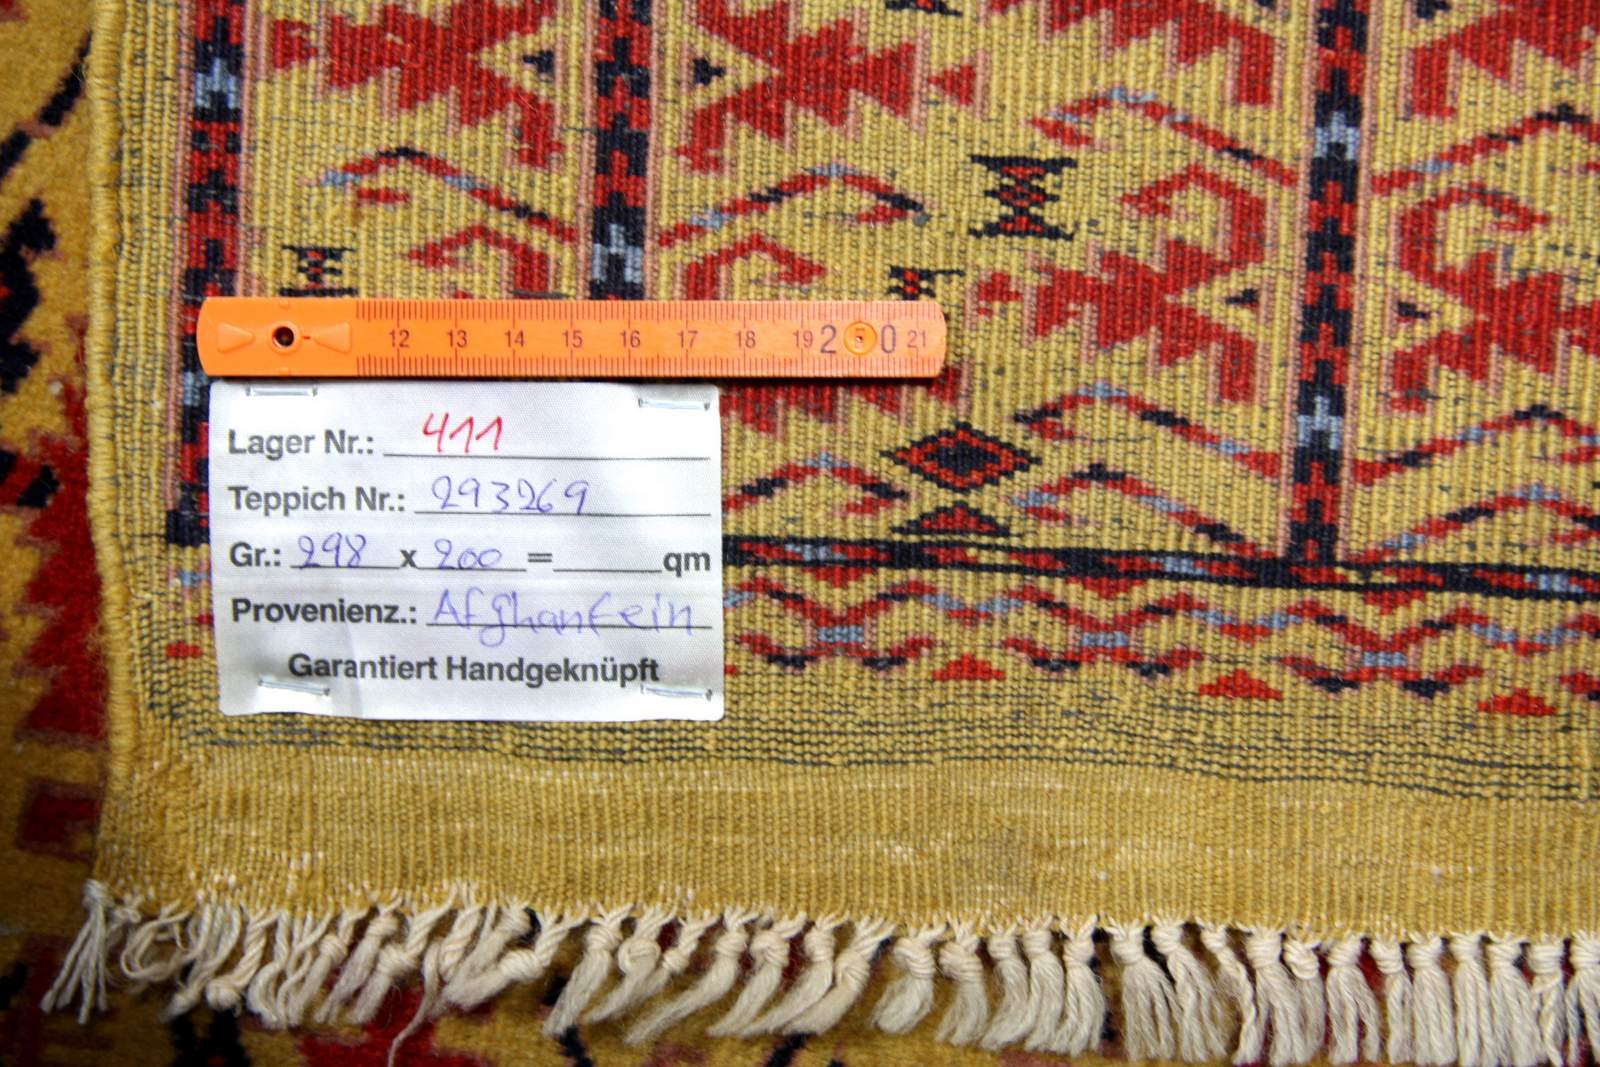 12 13 14 15 16 17 18 19 20 21
Lager Nr.: 411
Teppich Nr.: 293269
Gr.: 298 x 200 = qm
Provenienz.: Afghanfein
Garantiert Handgeknüpft